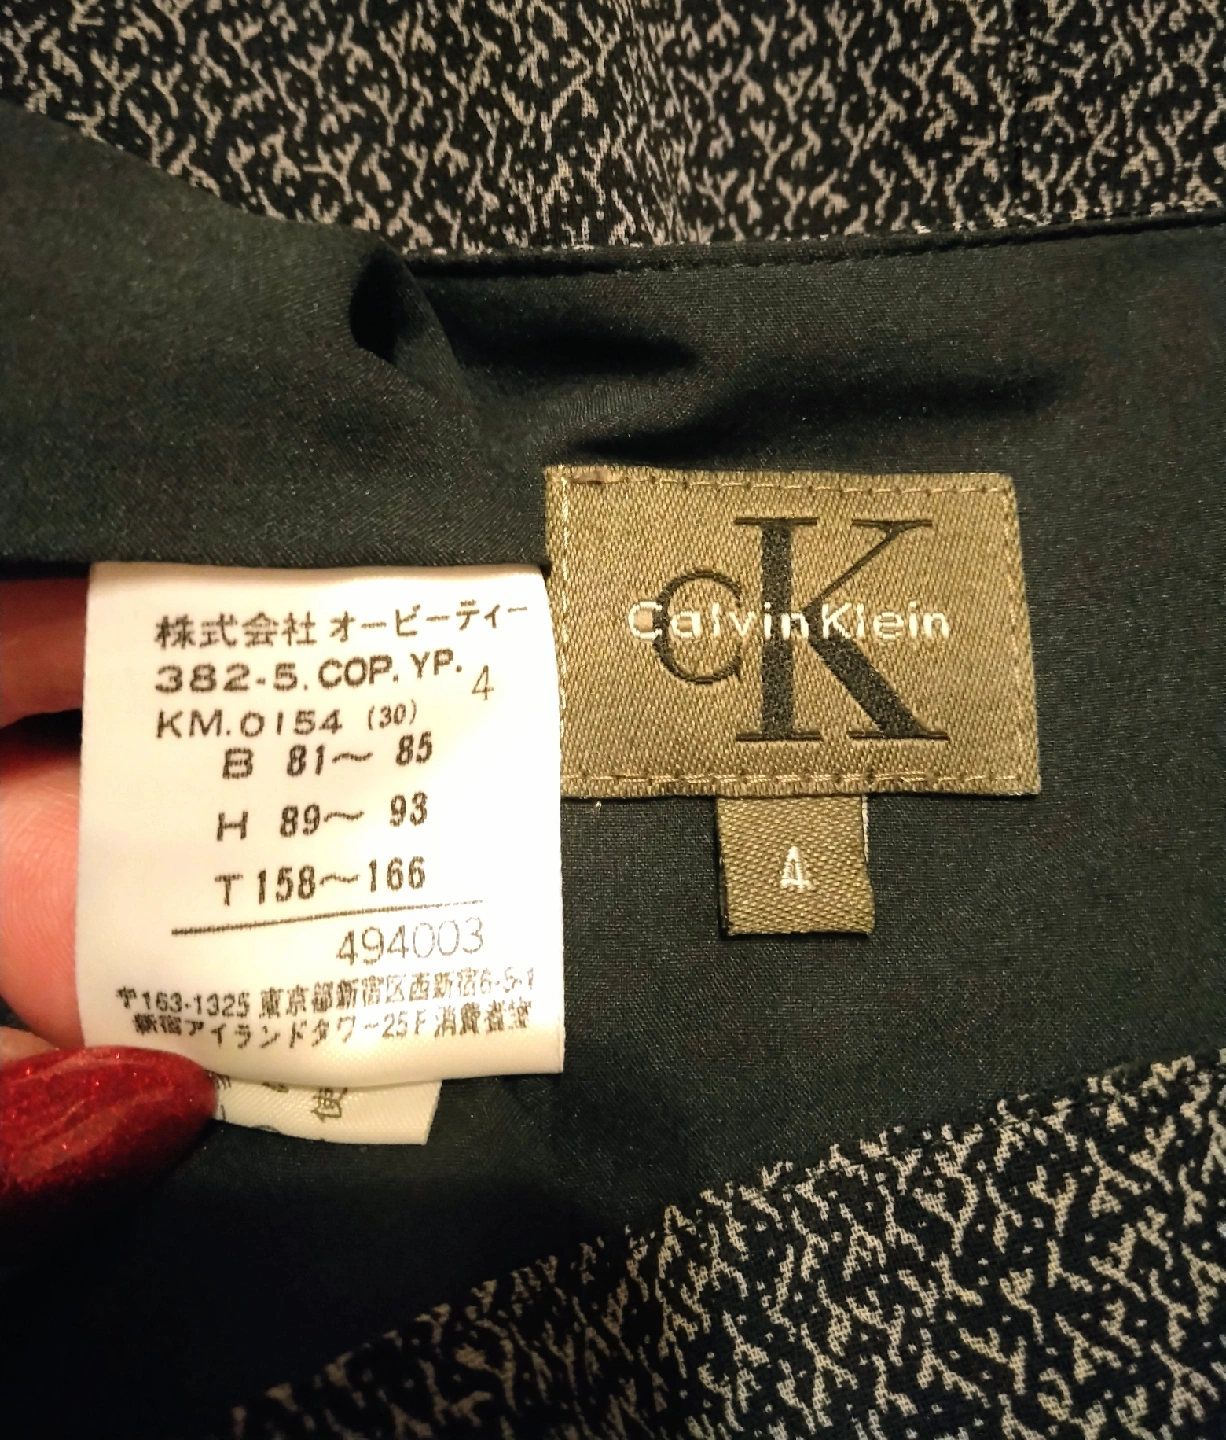 株式会社 オービーティー
382-5. COP. YP. 4
KM.0154 (30)
B 81〜 85
H 89〜 93
T 158〜166
494003
〒163-1325 東京都新宿区西新宿6-5-1
新宿アイランドタワー25F 消費者室
使
cK
Calvin Klein
4